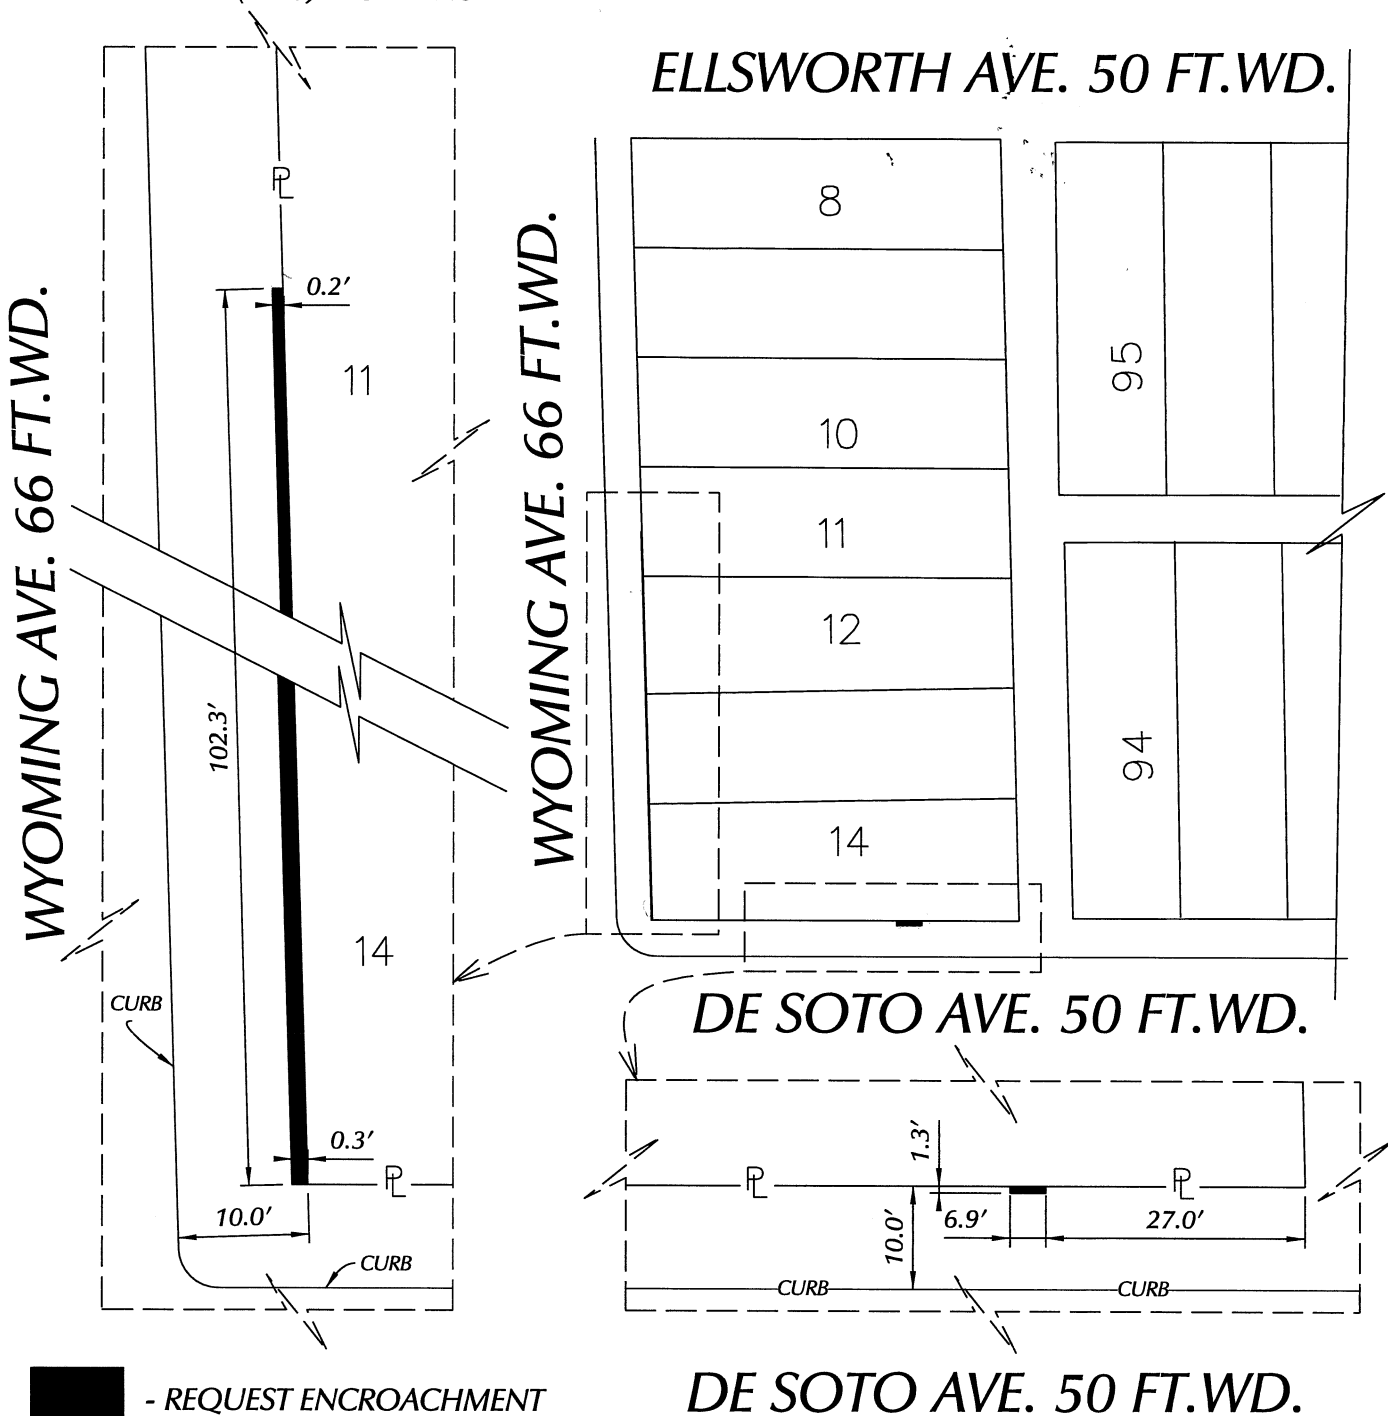 ELLSWORTH AVE. 50 FT.WD.
WYOMING AVE. 66 FT.WD.
PL
0.2'
11
102.3'
14
CURB
0.3'
PL
10.0'
CURB
WYOMING AVE. 66 FT.WD.
8
10
11
12
14
95
94
DE SOTO AVE. 50 FT.WD.
1.3'
PL
PL
10.0'
6.9'
27.0'
CURB
CURB
- REQUEST ENCROACHMENT
DE SOTO AVE. 50 FT.WD.